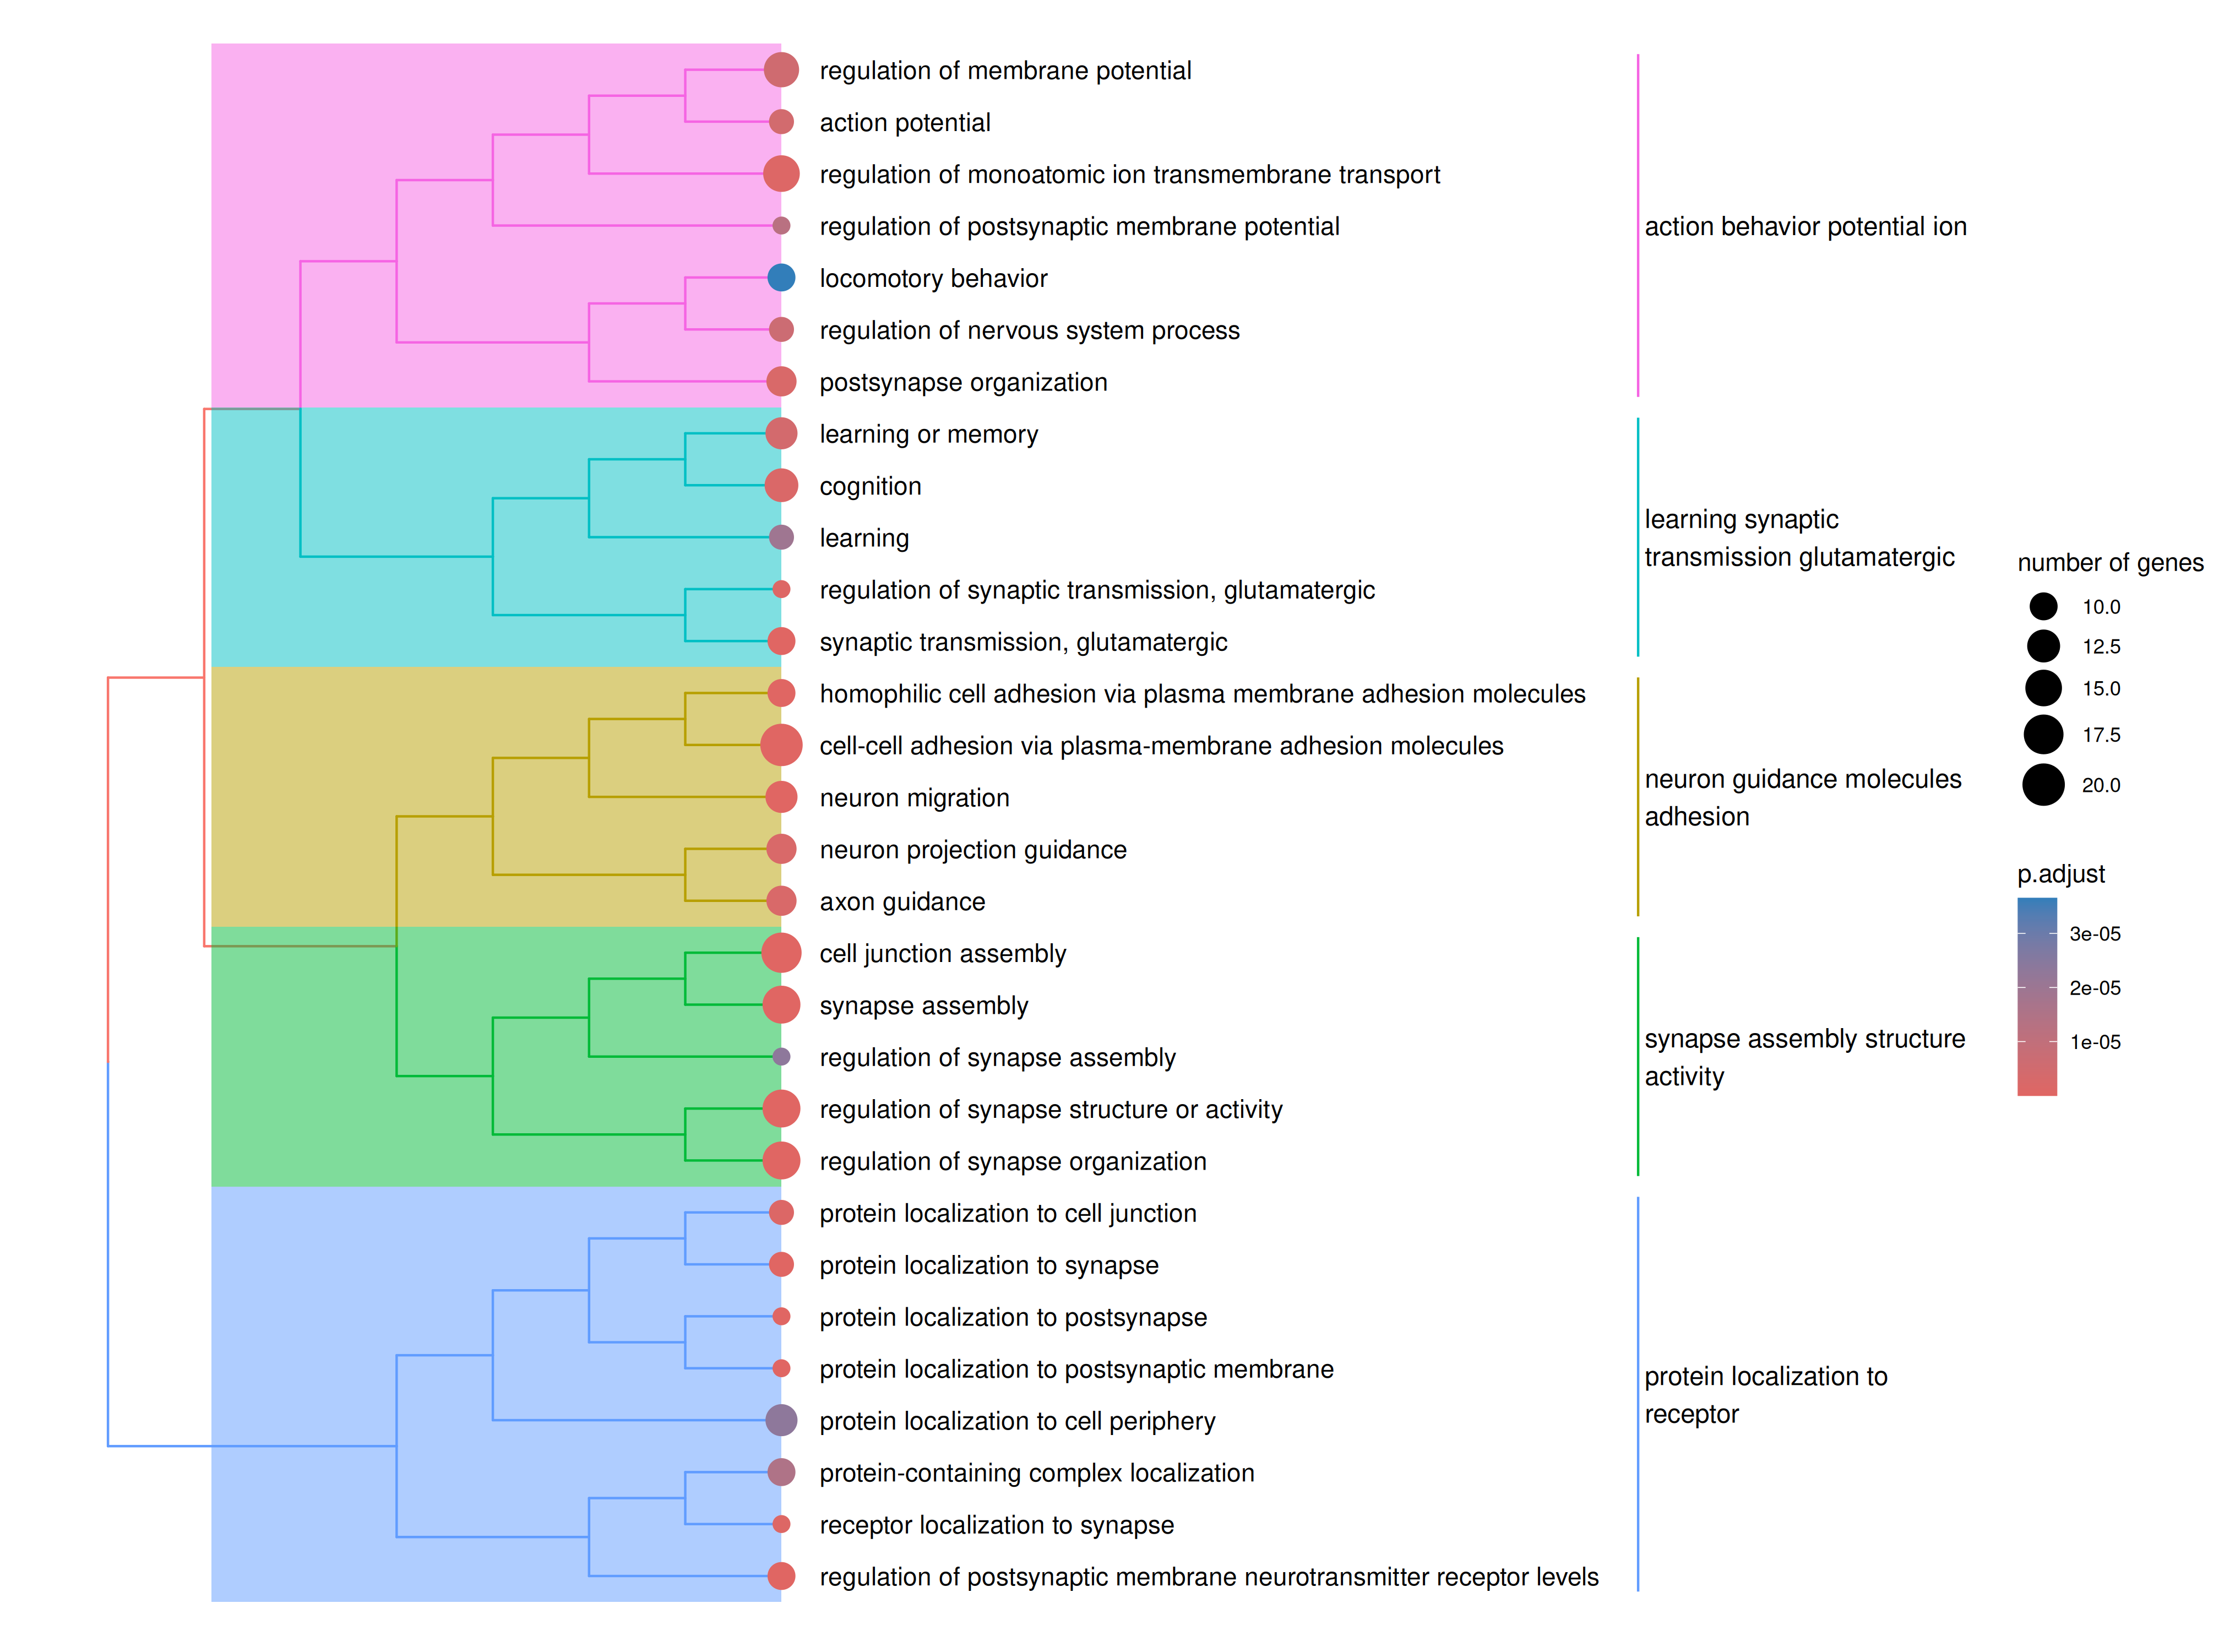 regulation of membrane potential
action potential
regulation of monoatomic ion transmembrane transport
regulation of postsynaptic membrane potential
locomotory behavior
regulation of nervous system process
postsynapse organization
learning or memory
cognition
learning
regulation of synaptic transmission, glutamatergic
synaptic transmission, glutamatergic
homophilic cell adhesion via plasma membrane adhesion molecules
cell-cell adhesion via plasma-membrane adhesion molecules
neuron migration
neuron projection guidance
axon guidance
cell junction assembly
synapse assembly
regulation of synapse assembly
regulation of synapse structure or activity
regulation of synapse organization
protein localization to cell junction
protein localization to synapse
protein localization to postsynapse
protein localization to postsynaptic membrane
protein localization to cell periphery
protein-containing complex localization
receptor localization to synapse
regulation of postsynaptic membrane neurotransmitter receptor levels
action behavior potential ion
learning synaptic
transmission glutamatergic
neuron guidance molecules
adhesion
synapse assembly structure
activity
protein localization to
receptor
number of genes
10.0
12.5
15.0
17.5
20.0
p.adjust
3e-05
2e-05
1e-05